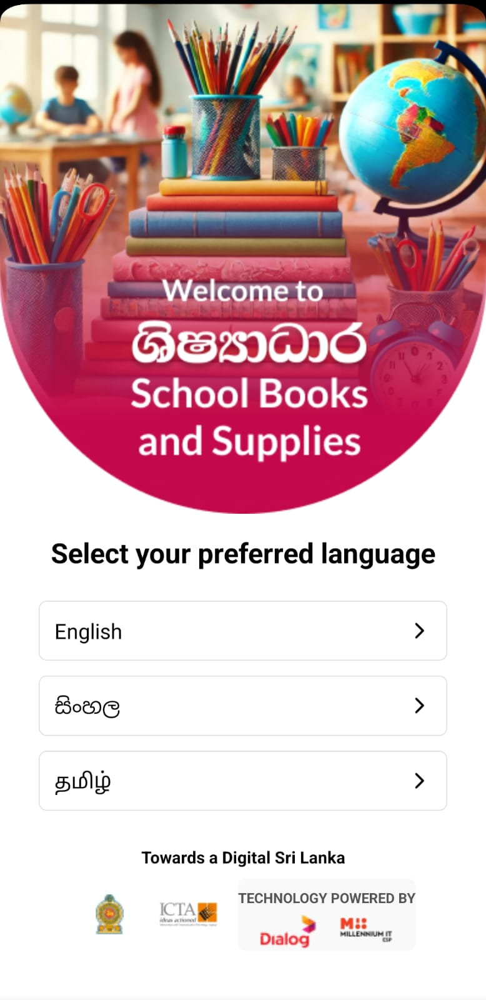 Welcome to
ශිෂ්‍යාධාර
School Books
and Supplies
Select your preferred language
English
සිංහල
தமிழ்
Towards a Digital Sri Lanka
TECHNOLOGY POWERED BY
ICTA
ideas actioned
Dialog
MILLENNIUM IT
ESP